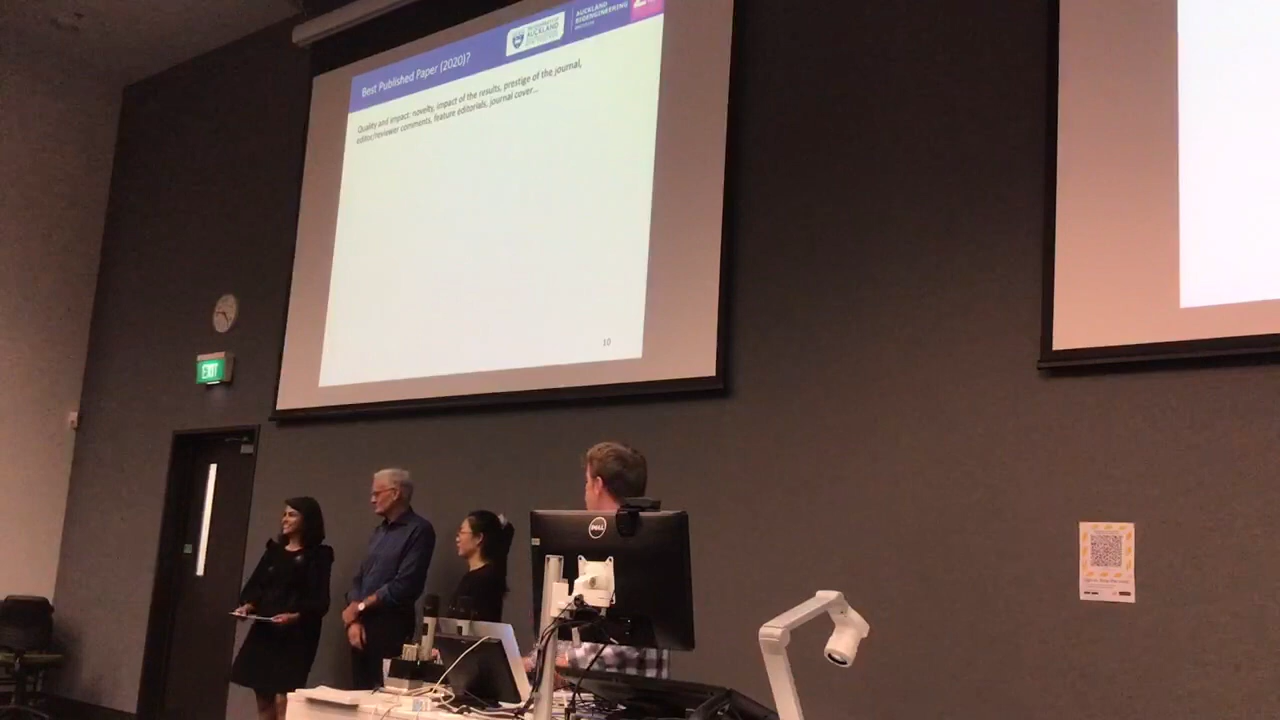 Best Published Paper (2020)?
AUCKLAND
AUCKLAND
BIOENGINEERING
Quality and impact: novelty, impact of the results, prestige of the journal,
editor/reviewer comments, feature editorials, journal cover...
10
EXIT
DELL